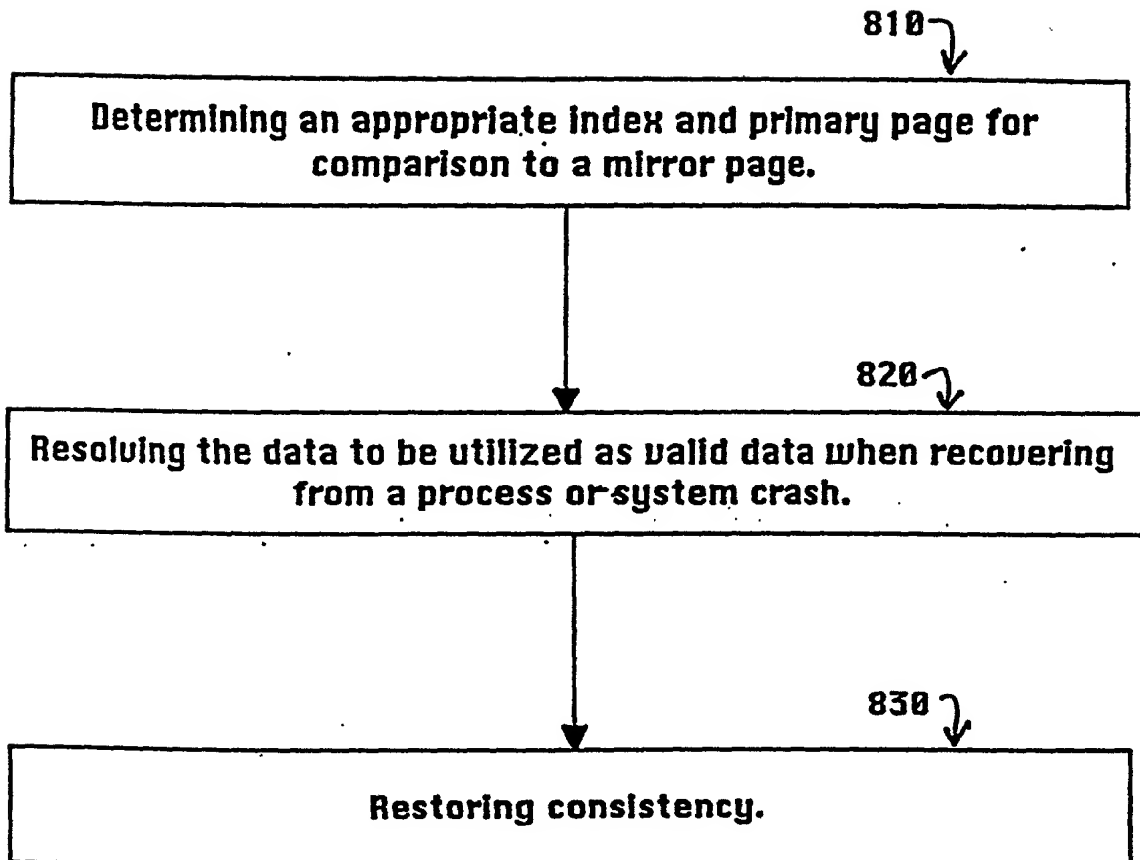 810
Determining an appropriate index and primary page for
comparison to a mirror page.
820
Resolving the data to be utilized as valid data when recovering
from a process or system crash.
830
Restoring consistency.